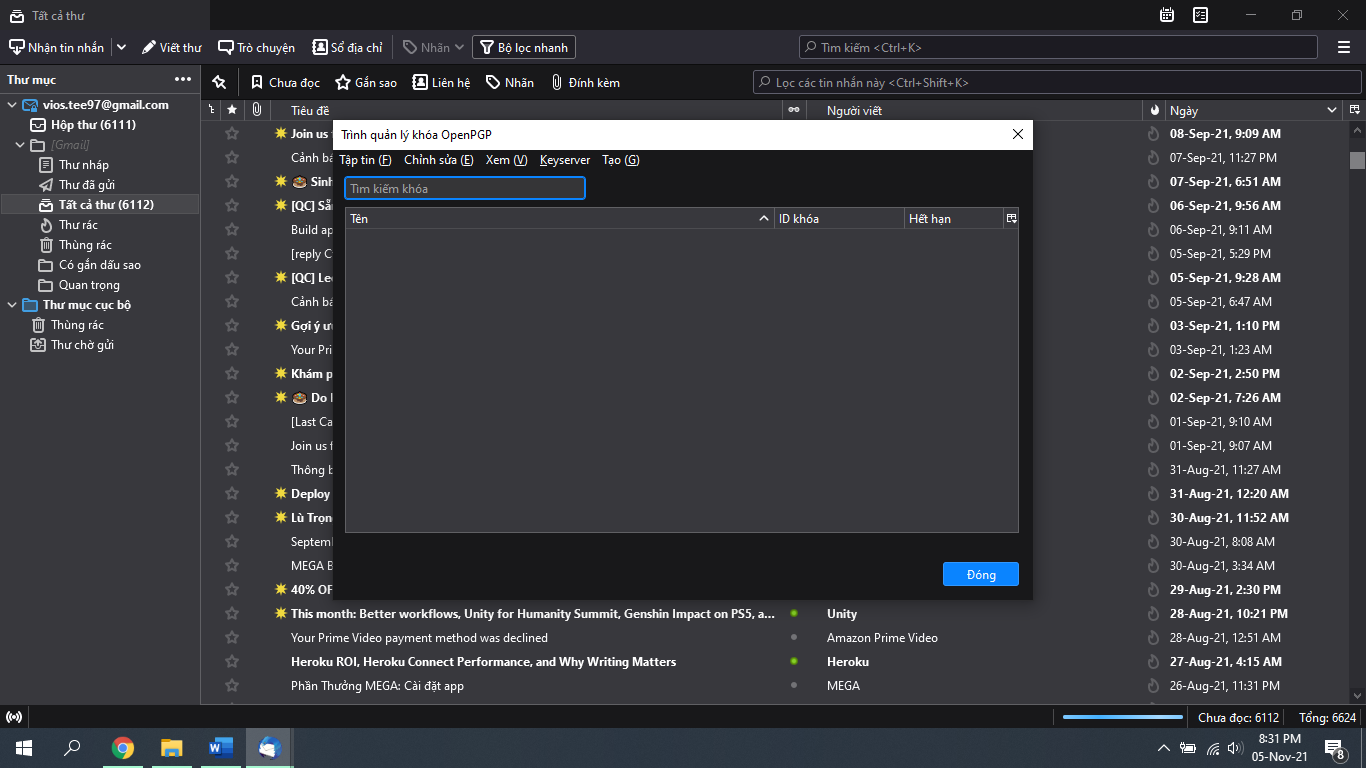 Tất cả thư
Nhận tin nhắn
Viết thư
Trò chuyện
Sổ địa chỉ
Nhãn
Bộ lọc nhanh
Tìm kiếm <Ctrl+K>
Thư mục
Chưa đọc
Gắn sao
Liên hệ
Nhãn
Đính kèm
Lọc các tin nhắn này <Ctrl+Shift+K>
vios.tee97@gmail.com
Hộp thư (6111)
[Gmail]
Thư nháp
Thư đã gửi
Tất cả thư (6112)
Thư rác
Thùng rác
Có gắn dấu sao
Quan trọng
Thư mục cục bộ
Thùng rác
Thư chờ gửi
Tiêu đề
Người viết
Ngày
Trình quản lý khóa OpenPGP
Tập tin (F)
Chỉnh sửa (E)
Xem (V)
Keyserver
Tạo (G)
Tìm kiếm khóa
Tên
ID khóa
Hết hạn
Đóng
Join us 08-Sep-21, 9:09 AM
Cảnh 07-Sep-21, 11:27 PM
07-Sep-21, 6:51 AM
[QC] 06-Sep-21, 9:56 AM
Build 06-Sep-21, 9:11 AM
[reply 05-Sep-21, 5:29 PM
[QC] 05-Sep-21, 9:28 AM
Cảnh 05-Sep-21, 6:47 AM
Gợi ý 03-Sep-21, 1:10 PM
Your 03-Sep-21, 1:23 AM
Khám 02-Sep-21, 2:50 PM
Do 02-Sep-21, 7:26 AM
[Last 01-Sep-21, 9:10 AM
Join us 01-Sep-21, 9:07 AM
Thông 31-Aug-21, 11:27 AM
Deploy 31-Aug-21, 12:20 AM
Lù 30-Aug-21, 11:52 AM
30-Aug-21, 8:08 AM
MEGA 30-Aug-21, 3:34 AM
40% 29-Aug-21, 2:30 PM
This month: Better workflows, Unity for Humanity Summit, Genshin Impact on PS5, a... Unity 28-Aug-21, 10:21 PM
Your Prime Video payment method was declined Amazon Prime Video 28-Aug-21, 12:51 AM
Heroku ROI, Heroku Connect Performance, and Why Writing Matters Heroku 27-Aug-21, 4:15 AM
Phần Thưởng MEGA: Cài đặt app MEGA 26-Aug-21, 11:31 PM
Chưa đọc: 6112
Tổng: 6624
8:31 PM
05-Nov-21
8